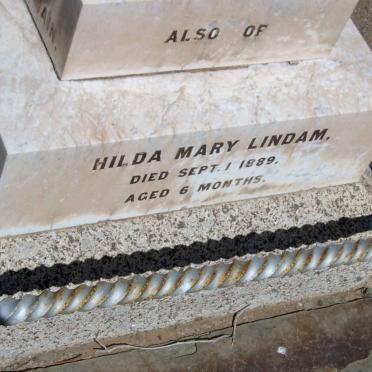 ALSO OF
HILDA MARY LINDAM,
DIED SEPT. 1 1889,
AGED 6 MONTHS.